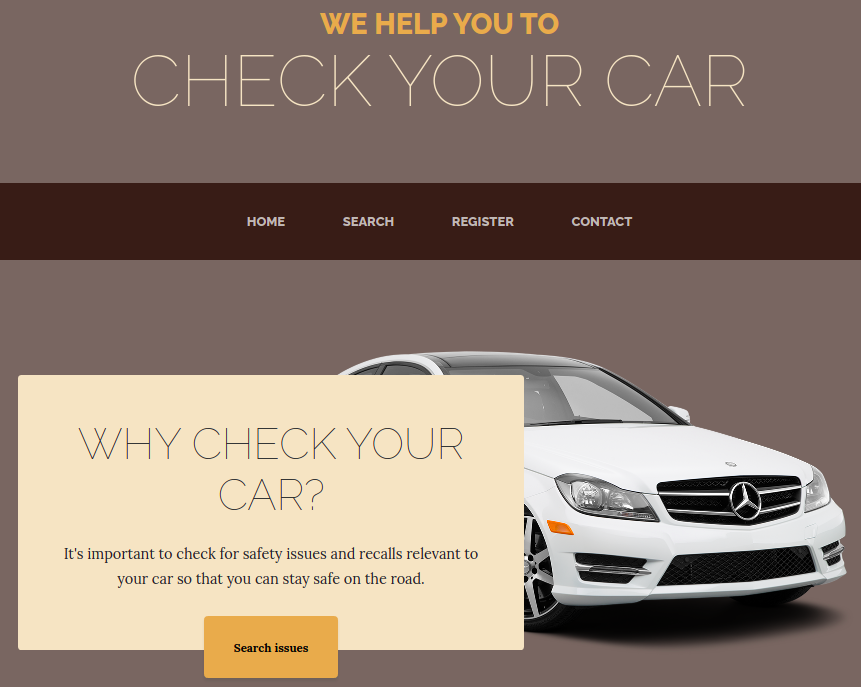 WE HELP YOU TO
CHECK YOUR CAR
HOME SEARCH REGISTER CONTACT
WHY CHECK YOUR
CAR?
It's important to check for safety issues and recalls relevant to
your car so that you can stay safe on the road.
Search issues